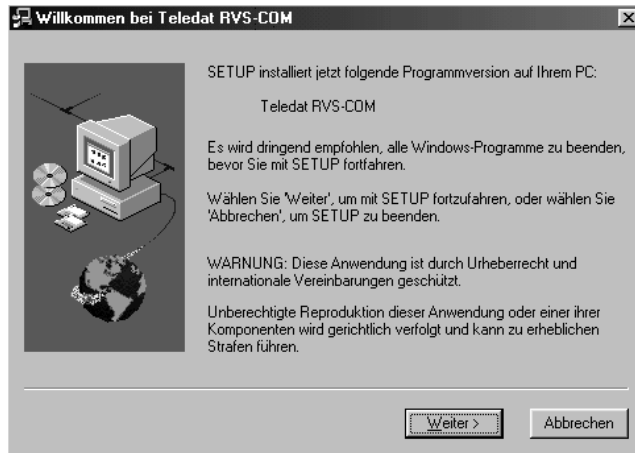 Willkommen bei Teledat RVS-COM
SETUP installiert jetzt folgende Programmversion auf Ihrem PC:
Teledat RVS-COM
Es wird dringend empfohlen, alle Windows-Programme zu beenden,
bevor Sie mit SETUP fortfahren.
Wählen Sie 'Weiter', um mit SETUP fortzufahren, oder wählen Sie
'Abbrechen', um SETUP zu beenden.
WARNUNG: Diese Anwendung ist durch Urheberrecht und
internationale Vereinbarungen geschützt.
Unberechtigte Reproduktion dieser Anwendung oder einer ihrer
Komponenten wird gerichtlich verfolgt und kann zu erheblichen
Strafen führen.
Weiter >
Abbrechen